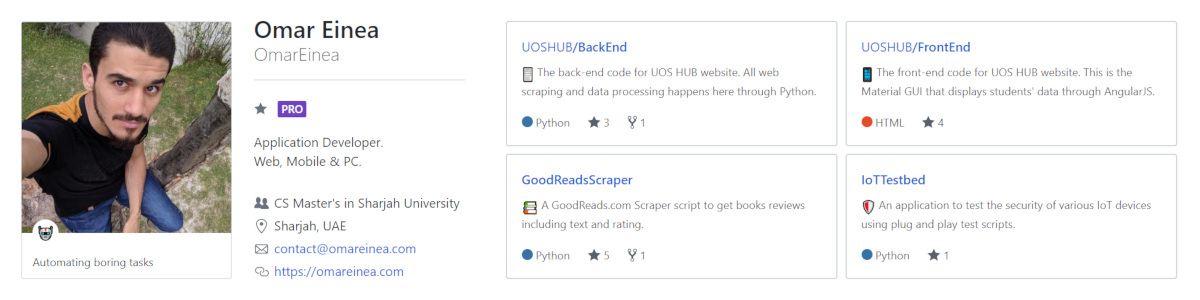 Omar Einea
OmarEinea
PRO
Application Developer.
Web, Mobile & PC.
CS Master's in Sharjah University
Sharjah, UAE
contact@omareinea.com
https://omareinea.com
Automating boring tasks
UOSHUB/BackEnd
The back-end code for UOS HUB website. All web
scraping and data processing happens here through Python.
Python 3 1
UOSHUB/FrontEnd
The front-end code for UOS HUB website. This is the
Material GUI that displays students' data through AngularJS.
HTML 4
GoodReadsScraper
A GoodReads.com Scraper script to get books reviews
including text and rating.
Python 5 1
IoTTestbed
An application to test the security of various IoT devices
using plug and play test scripts.
Python 1